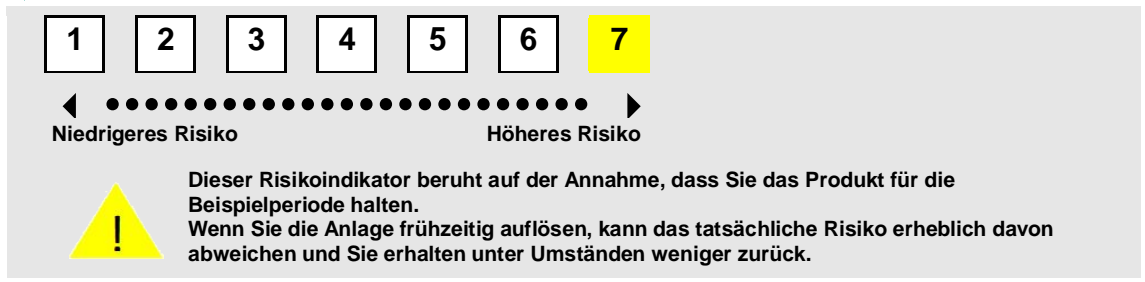 1 2 3 4 5 6 7
Niedrigeres Risiko Höheres Risiko
Dieser Risikoindikator beruht auf der Annahme, dass Sie das Produkt für die
Beispielperiode halten.
Wenn Sie die Anlage frühzeitig auflösen, kann das tatsächliche Risiko erheblich davon
abweichen und Sie erhalten unter Umständen weniger zurück.
!